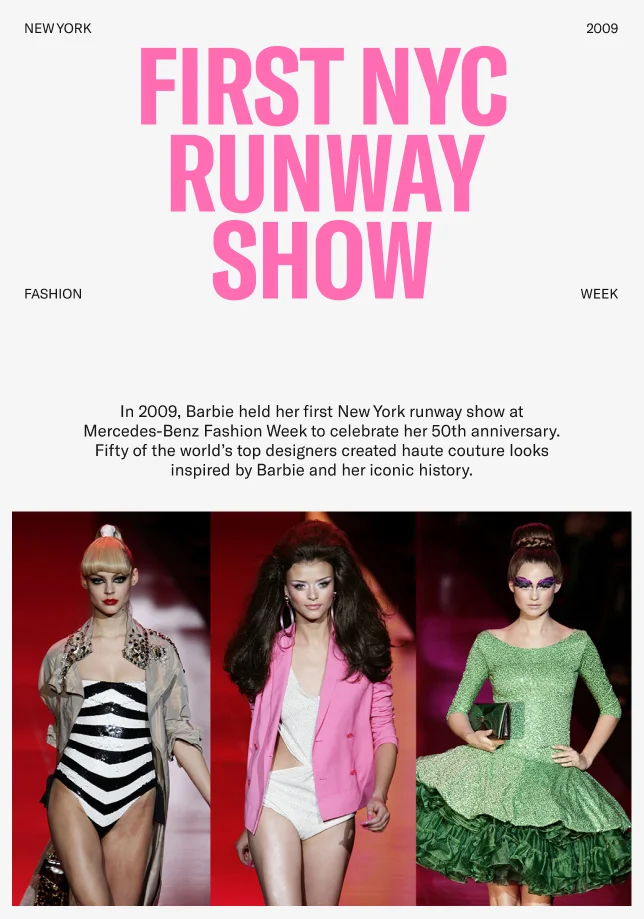 NEW YORK
2009
FIRST NYC
RUNWAY
SHOW
FASHION
WEEK
In 2009, Barbie held her first New York runway show at
Mercedes-Benz Fashion Week to celebrate her 50th anniversary.
Fifty of the world’s top designers created haute couture looks
inspired by Barbie and her iconic history.